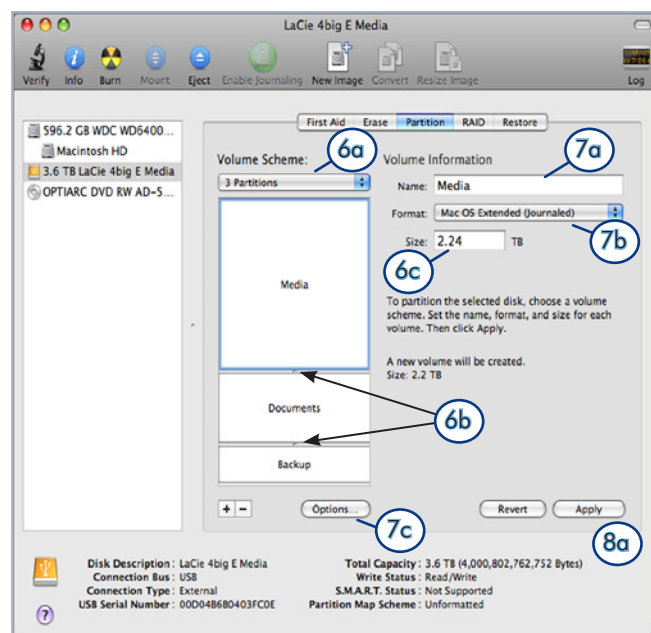 LaCie 4big E Media
Verify Info Burn Mount Eject Enable Journaling New Image Convert Resize Image Log
First Aid Erase Partition RAID Restore
596.2 GB WDC WD6400...
Macintosh HD
3.6 TB LaCie 4big E Media
OPTIARC DVD RW AD-5...
6a
Volume Scheme:
3 Partitions
Media
Documents
Backup
6b
+ −
Options...
7c
Volume Information
7a
Name: Media
Format: Mac OS Extended (Journaled)
7b
Size: 2.24 TB
6c
To partition the selected disk, choose a volume
scheme. Set the name, format, and size for each
volume. Then click Apply.
A new volume will be created.
Size: 2.2 TB
Revert Apply
8a
Disk Description : LaCie 4big E Media
Connection Bus : USB
Connection Type : External
USB Serial Number : 00D04B6B0403FC0E
Total Capacity : 3.6 TB (4,000,802,762,752 Bytes)
Write Status : Read/Write
S.M.A.R.T. Status : Not Supported
Partition Map Scheme : Unformatted
?